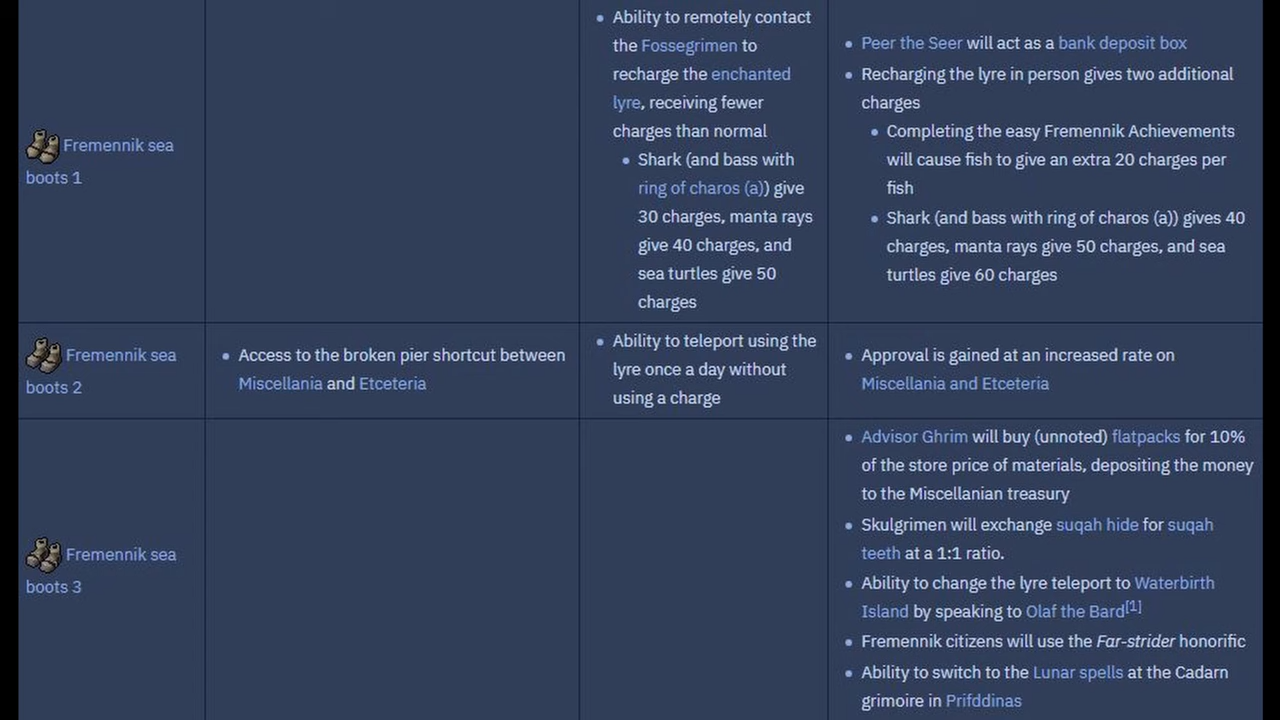 Fremennik sea
boots 1
Ability to remotely contact
the Fossegrimen to
recharge the enchanted
lyre, receiving fewer
charges than normal
Shark (and bass with
ring of charos (a)) give
30 charges, manta rays
give 40 charges, and
sea turtles give 50
charges
Peer the Seer will act as a bank deposit box
Recharging the lyre in person gives two additional
charges
Completing the easy Fremennik Achievements
will cause fish to give an extra 20 charges per
fish
Shark (and bass with ring of charos (a)) gives 40
charges, manta rays give 50 charges, and sea
turtles give 60 charges
Fremennik sea
boots 2
Access to the broken pier shortcut between
Miscellania and Etceteria
Ability to teleport using the
lyre once a day without
using a charge
Approval is gained at an increased rate on
Miscellania and Etceteria
Fremennik sea
boots 3
Advisor Ghrim will buy (unnoted) flatpacks for 10%
of the store price of materials, depositing the money
to the Miscellanian treasury
Skulgrimen will exchange suqah hide for suqah
teeth at a 1:1 ratio.
Ability to change the lyre teleport to Waterbirth
Island by speaking to Olaf the Bard[1]
Fremennik citizens will use the Far-strider honorific
Ability to switch to the Lunar spells at the Cadarn
grimoire in Prifddinas